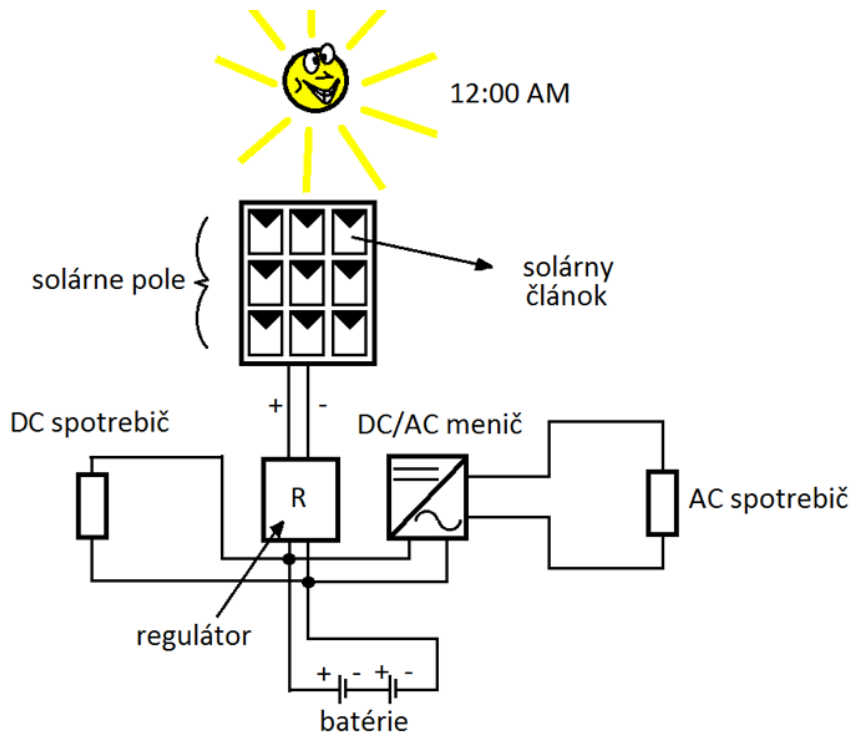 12:00 AM
solárne pole
solárny
článok
+ -
DC spotrebič
DC/AC menič
R
AC spotrebič
regulátor
+ - + -
batérie